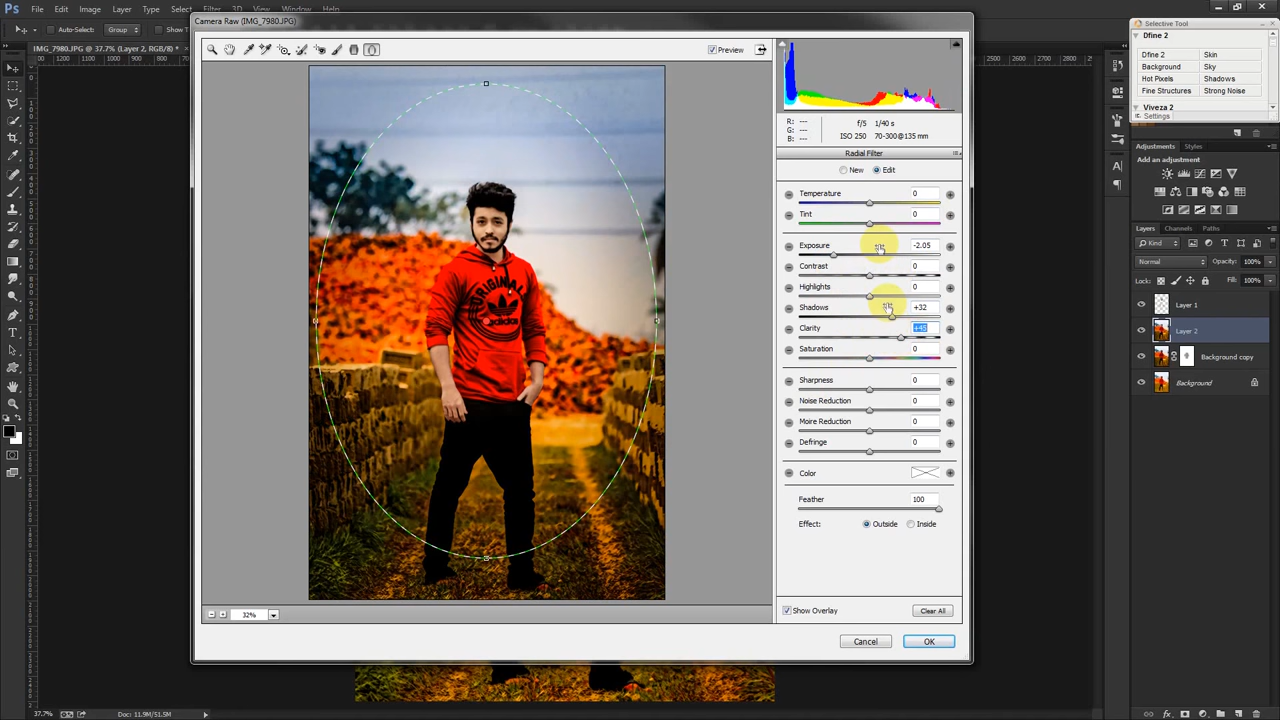 Ps File Edit Image Layer Type Select Filter 3D View Window Help
Auto-Select: Group Show
IMG_7980.JPG @ 37.7% (Layer 2, RGB/8) *
Camera Raw (IMG_7980.JPG)
Preview
R: ---
G: ---
B: ---
f/5 1/40 s
ISO 250 70-300@135 mm
Radial Filter
New Edit
Temperature 0
Tint 0
Exposure -2.05
Contrast 0
Highlights 0
Shadows +32
Clarity +45
Saturation 0
Sharpness 0
Noise Reduction 0
Moire Reduction 0
Defringe 0
Color
Feather 100
Effect: Outside Inside
Show Overlay Clear All
Cancel OK
32%
ORIGINAL
Selective Tool
Dfine 2
Dfine 2 Skin
Background Sky
Hot Pixels Shadows
Fine Structures Strong Noise
Viveza 2
Settings
Adjustments Styles
Add an adjustment
Layers Channels Paths
Kind
Normal Opacity: 100%
Lock: Fill: 100%
Layer 1
Layer 2
Background copy
Background
37.7% Doc: 11.9M/51.5M